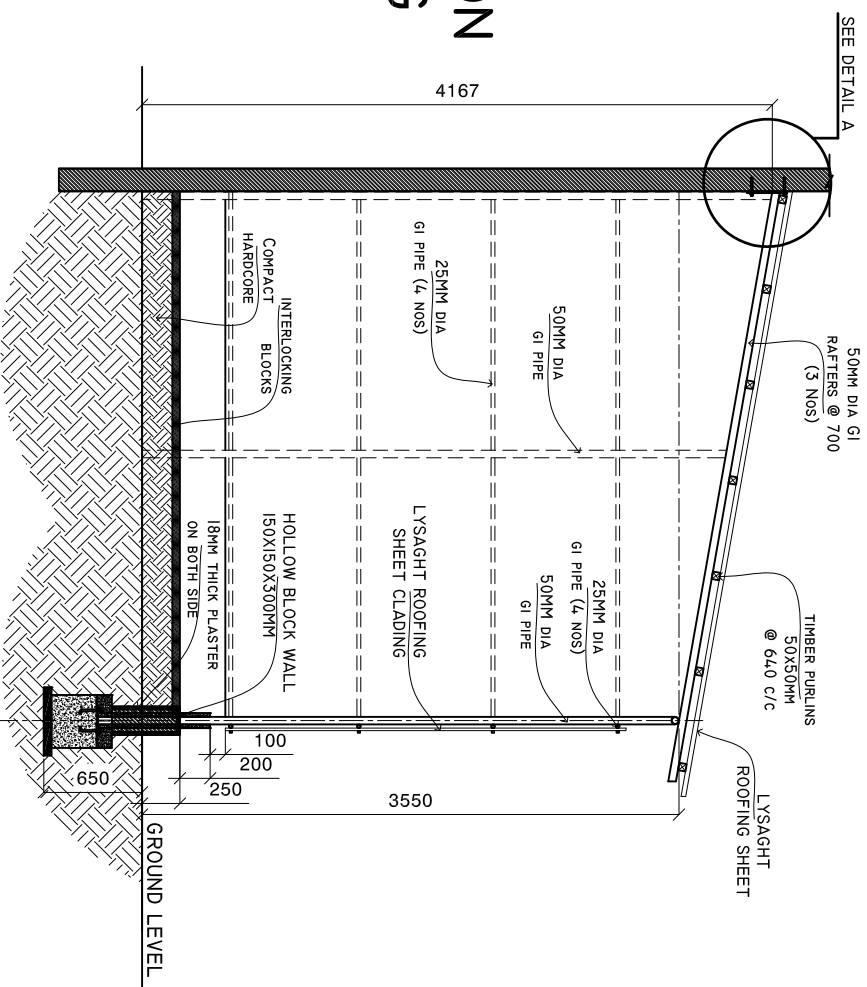 ON
G
SEE DETAIL A
4167
50MM DIA GI
RAFTERS @ 700
(3 NOS)
TIMBER PURLINS
50X50MM
@ 640 C/C
LYSAGHT
ROOFING SHEET
25MM DIA
GI PIPE (4 NOS)
50MM DIA
GI PIPE
25MM DIA
GI PIPE (4 NOS)
50MM DIA
GI PIPE
LYSAGHT ROOFING
SHEET CLADING
COMPACT
HARDCORE
INTERLOCKING
BLOCKS
HOLLOW BLOCK WALL
150X150X300MM
18MM THICK PLASTER
ON BOTH SIDE
100
200
250
650
3550
GROUND LEVEL